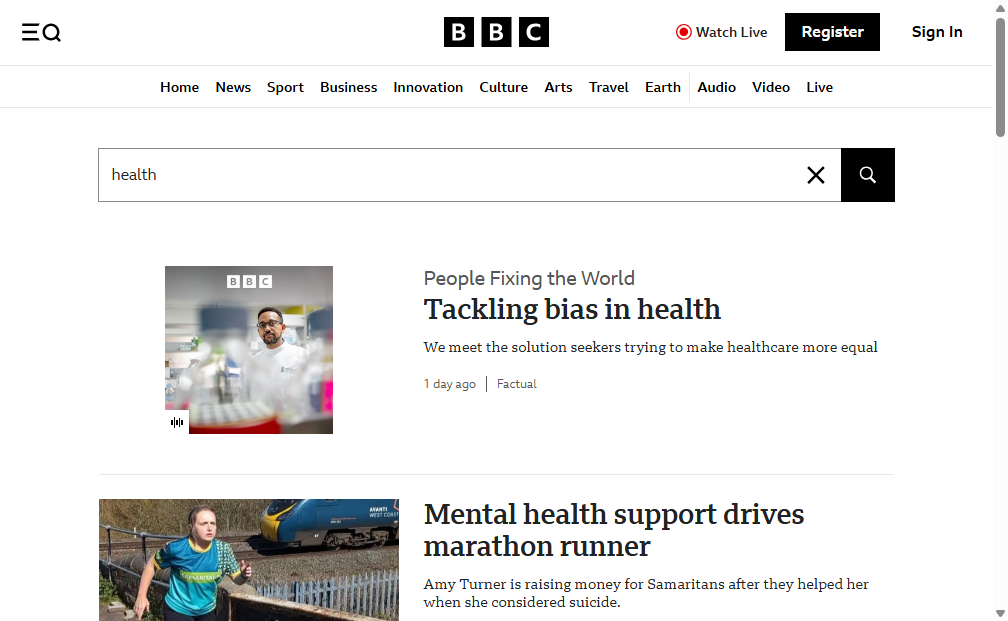 BBC
Watch Live
Register
Sign In
Home News Sport Business Innovation Culture Arts Travel Earth Audio Video Live
health
BBC
People Fixing the World
Tackling bias in health
We meet the solution seekers trying to make healthcare more equal
1 day ago | Factual
AVANTI
WEST COAST
SAMARITANS
Mental health support drives
marathon runner
Amy Turner is raising money for Samaritans after they helped her
when she considered suicide.